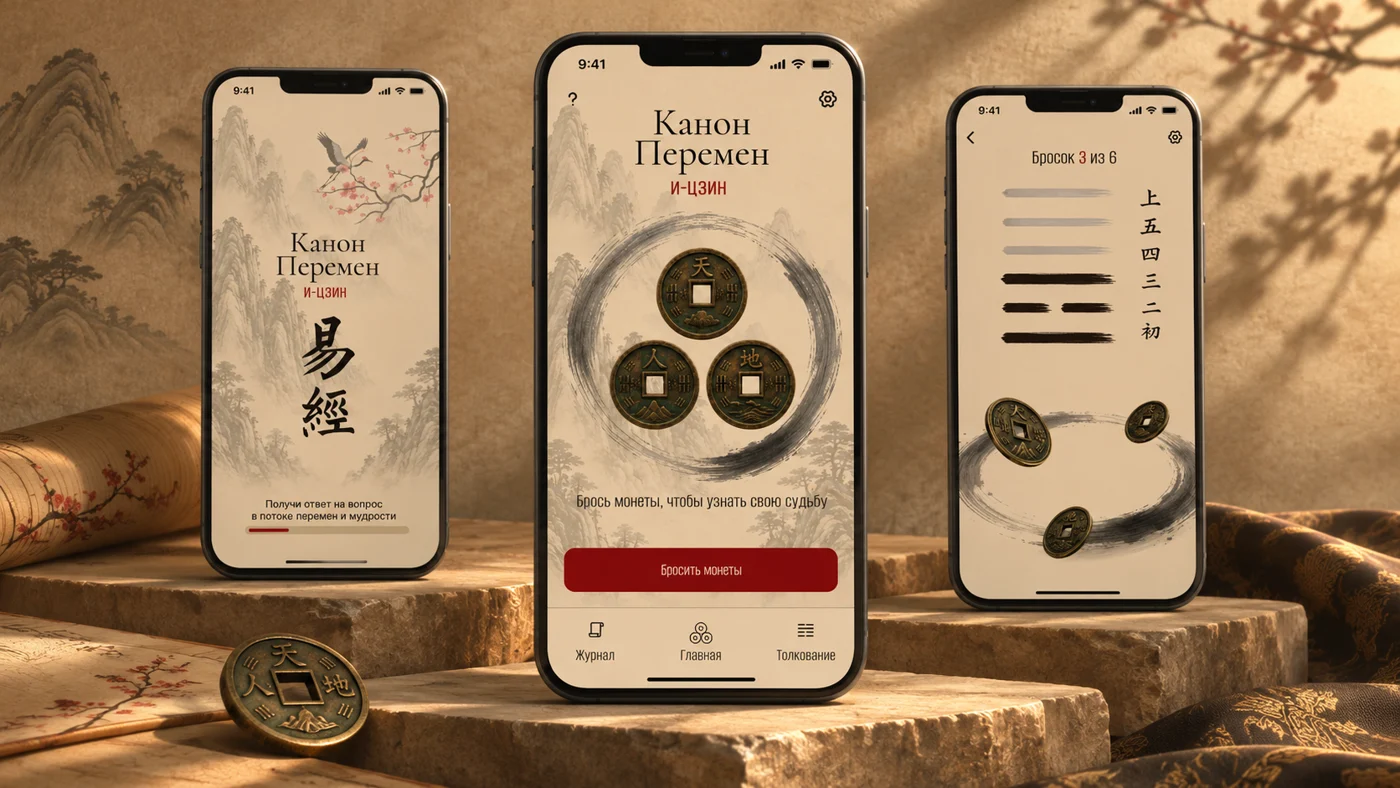 9:41
Канон
Перемен
и-цзин
易
經
Получи ответ на вопрос
в потоке перемен и мудрости
9:41
?
Канон
Перемен
и-цзин
天
人
地
Брось монеты, чтобы узнать свою судьбу
Бросить монеты
Журнал
Главная
Толкование
9:41
Бросок 3 из 6
上
五
四
三
二
初
天
人
地